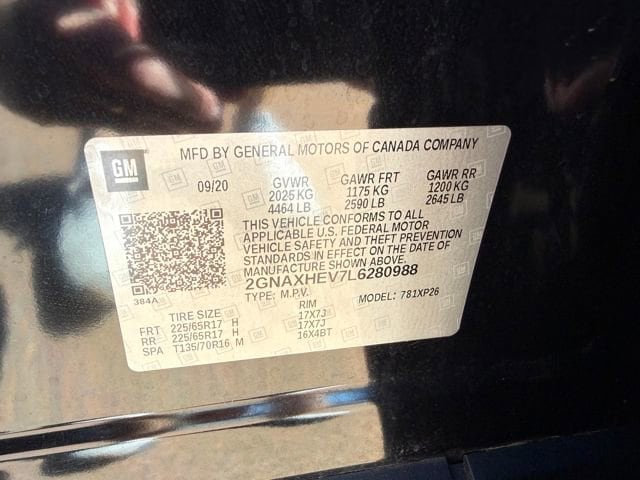 GM
MFD BY GENERAL MOTORS OF CANADA COMPANY
09/20 GVWR GAWR FRT GAWR RR
2025 KG 1175 KG 1200 KG
4464 LB 2590 LB 2645 LB
THIS VEHICLE CONFORMS TO ALL
APPLICABLE U.S. FEDERAL MOTOR
VEHICLE SAFETY AND THEFT PREVENTION
STANDARDS IN EFFECT ON THE DATE OF
MANUFACTURE SHOWN ABOVE.
2GNAXHEV7L6280988
TYPE: M.P.V. MODEL: 781XP26
384A
TIRE SIZE RIM
FRT 225/65R17 H 17X7J
RR 225/65R17 H 17X7J
SPA T135/70R16 M 16X4BT